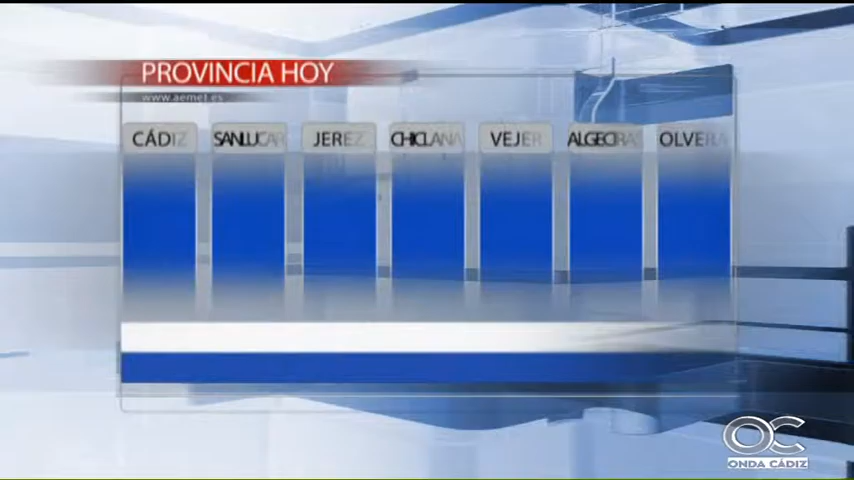 PROVINCIA HOY
www.aemet.es
CÁDIZ SANLUCAR JEREZ CHICLANA VEJER ALGECIRAS OLVERA
OC
ONDA CÁDIZ